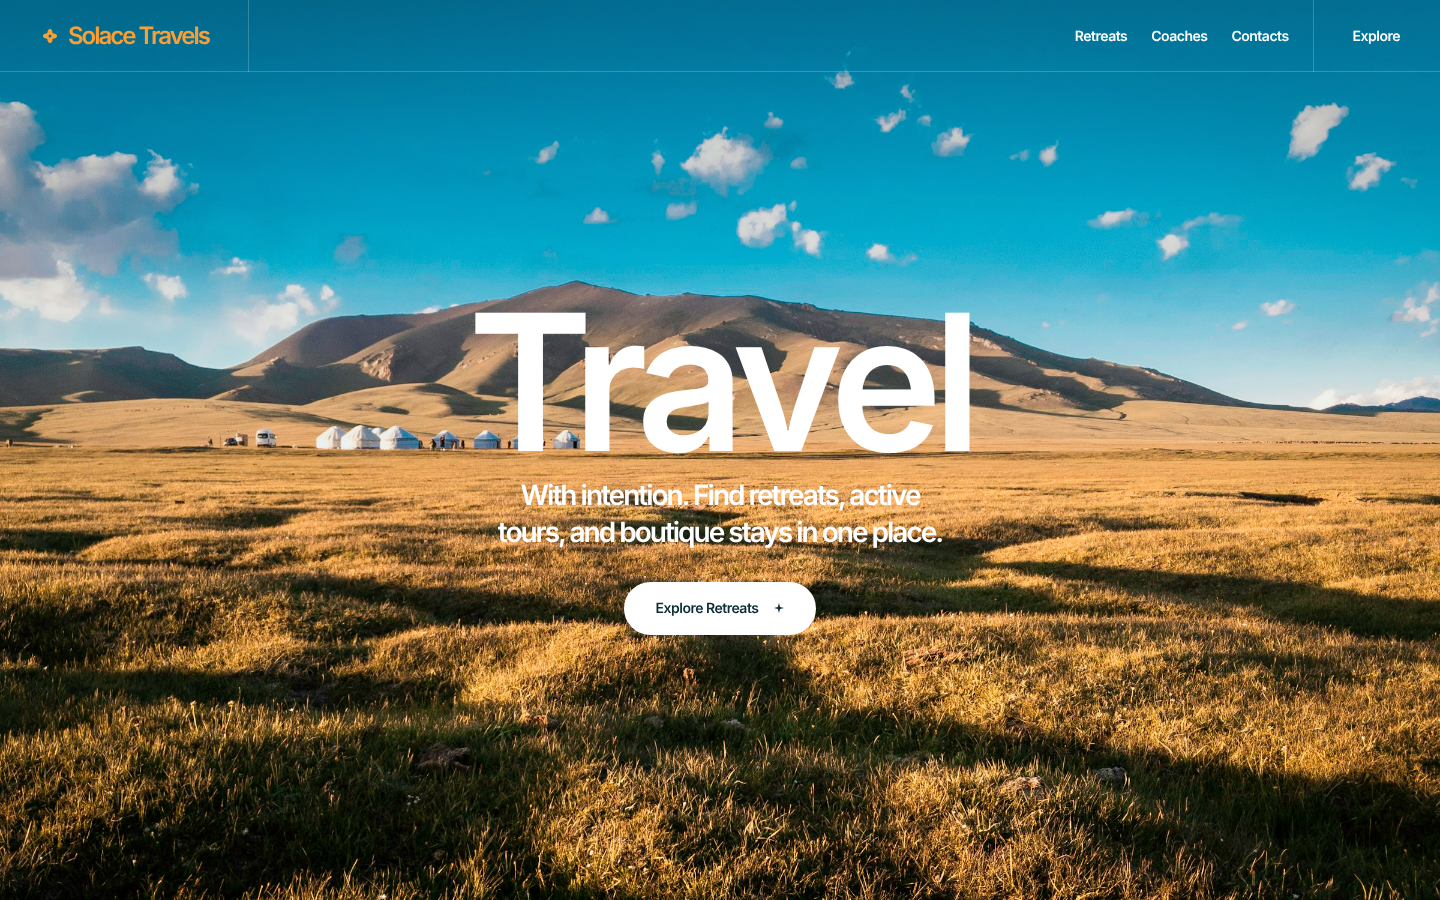 Solace Travels
Retreats
Coaches
Contacts
Explore
Travel
With intention. Find retreats, active
tours, and boutique stays in one place.
Explore Retreats